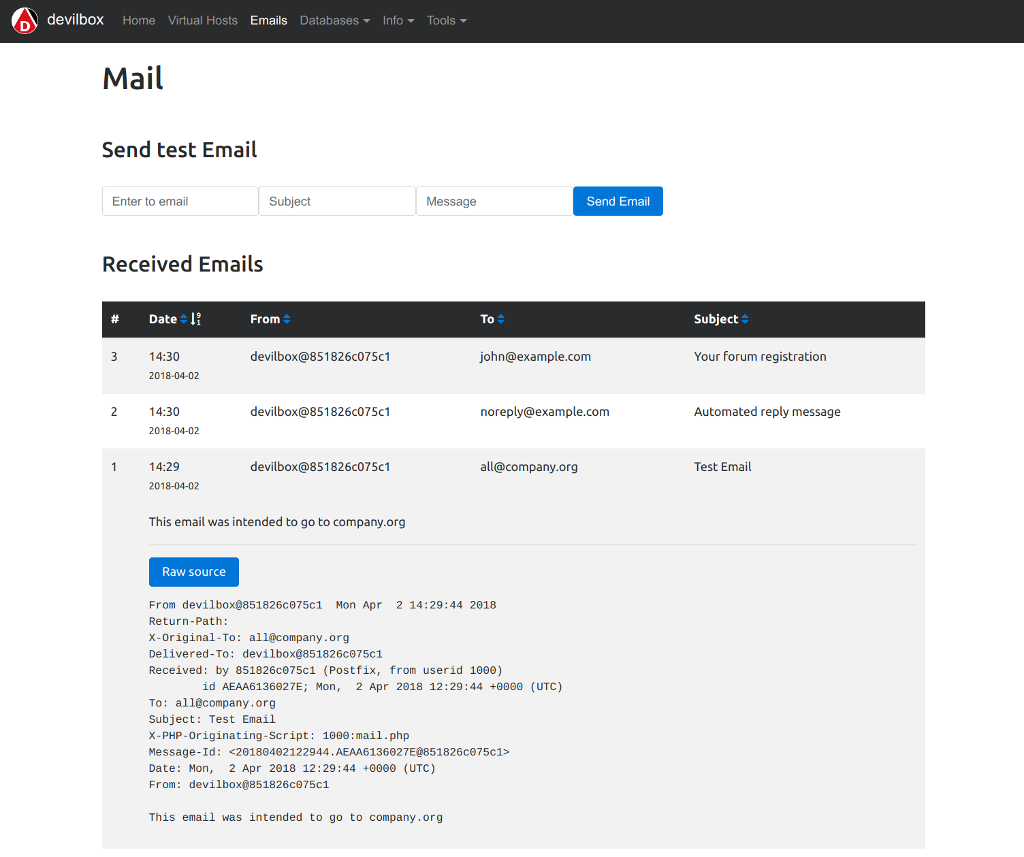 devilbox Home Virtual Hosts Emails Databases Info Tools
Mail
Send test Email
Enter to email Subject Message Send Email
Received Emails
# Date From To Subject
3 14:30 devilbox@851826c075c1 john@example.com Your forum registration
2018-04-02
2 14:30 devilbox@851826c075c1 noreply@example.com Automated reply message
2018-04-02
1 14:29 devilbox@851826c075c1 all@company.org Test Email
2018-04-02
This email was intended to go to company.org
Raw source
From devilbox@851826c075c1  Mon Apr  2 14:29:44 2018
Return-Path:
X-Original-To: all@company.org
Delivered-To: devilbox@851826c075c1
Received: by 851826c075c1 (Postfix, from userid 1000)
        id AEAA6136027E; Mon,  2 Apr 2018 12:29:44 +0000 (UTC)
To: all@company.org
Subject: Test Email
X-PHP-Originating-Script: 1000:mail.php
Message-Id: <20180402122944.AEAA6136027E@851826c075c1>
Date: Mon,  2 Apr 2018 12:29:44 +0000 (UTC)
From: devilbox@851826c075c1
This email was intended to go to company.org